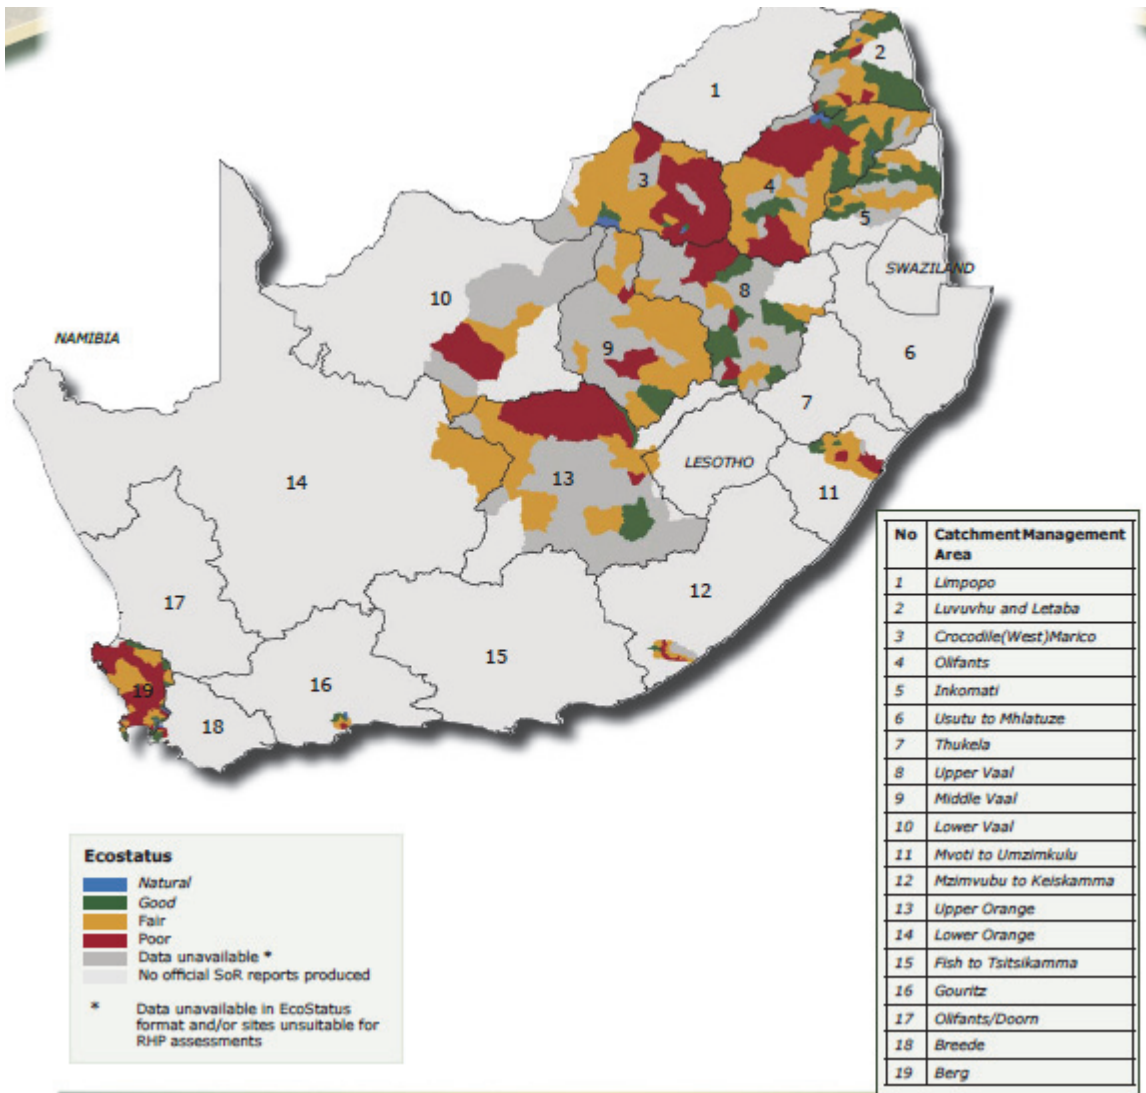 1
2
3
4
5
SWAZILAND
10
8
NAMIBIA
9
6
7
LESOTHO
14
13
11
17
12
15
16
19
18
No CatchmentManagement Area
1 Limpopo
2 Luvuvhu and Letaba
3 Crocodile(West)Marico
4 Olifants
5 Inkomati
6 Usutu to Mhlatuze
7 Thukela
8 Upper Vaal
9 Middle Vaal
10 Lower Vaal
11 Mvoti to Umzimkulu
12 Mzimvubu to Keiskamma
13 Upper Orange
14 Lower Orange
15 Fish to Tsitsikamma
16 Gouritz
17 Olifants/Doorn
18 Breede
19 Berg
Ecostatus
Natural
Good
Fair
Poor
Data unavailable *
No official SoR reports produced
* Data unavailable in EcoStatus
format and/or sites unsuitable for
RHP assessments